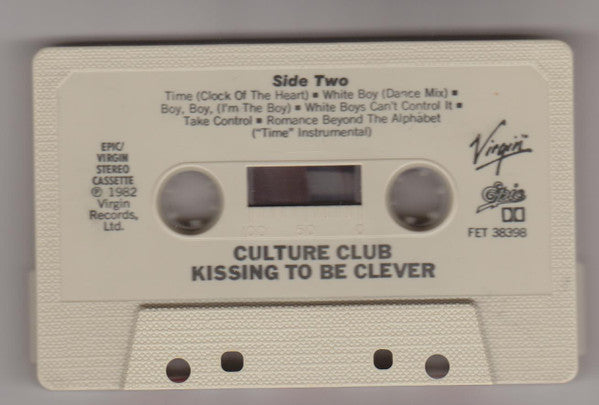 Side Two
Time (Clock Of The Heart) ■ White Boy (Dance Mix) ■
Boy, Boy, (I'm The Boy) ■ White Boys Can't Control It ■
Take Control ■ Romance Beyond The Alphabet
("Time" Instrumental)
EPIC/
VIRGIN
STEREO
CASSETTE
℗ 1982
Virgin
Records,
Ltd.
Virgin
Epic
FET 38398
100 50 0
CULTURE CLUB
KISSING TO BE CLEVER